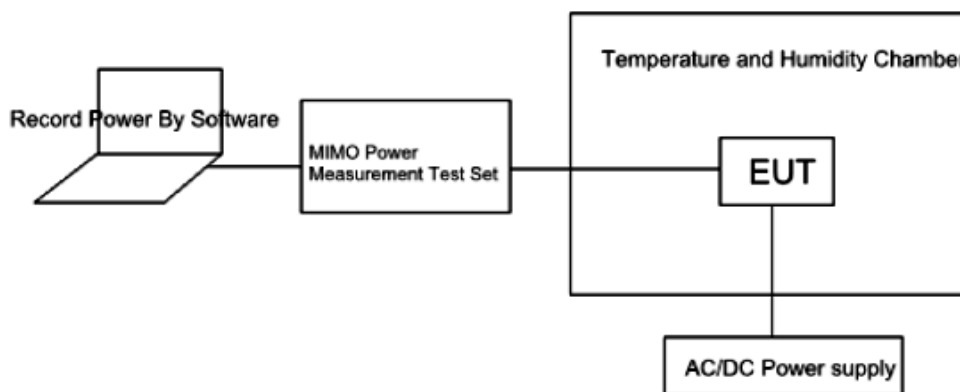 Temperature and Humidity Chamber
Record Power By Software
MIMO Power
Measurement Test Set
EUT
AC/DC Power supply